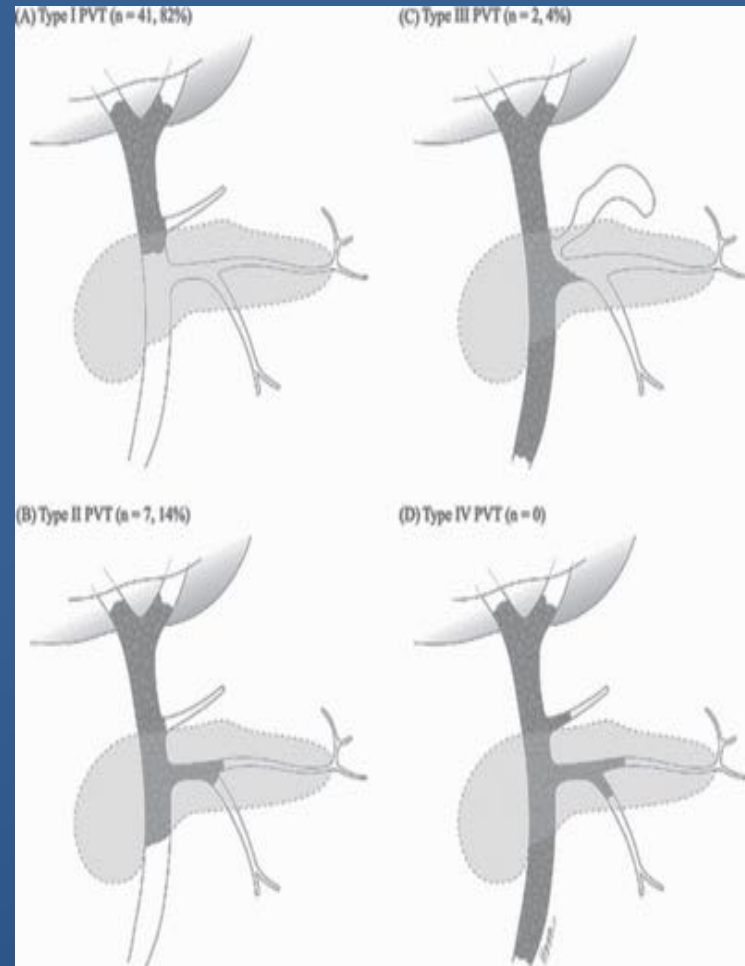 (A) Type I PVT (n = 41, 82%)
(C) Type III PVT (n = 2, 4%)
(B) Type II PVT (n = 7, 14%)
(D) Type IV PVT (n = 0)